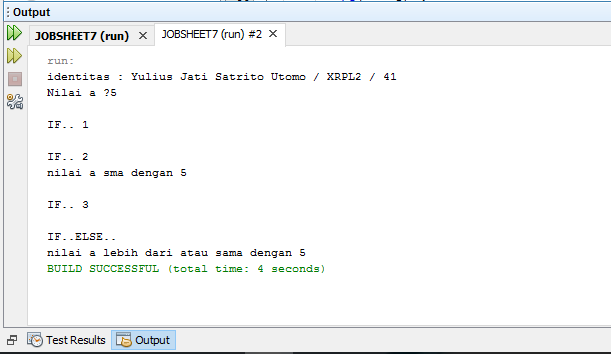 Output
JOBSHEET7 (run) JOBSHEET7 (run) #2
run:
identitas : Yulius Jati Satrito Utomo / XRPL2 / 41
Nilai a ?5
IF.. 1
IF.. 2
nilai a sma dengan 5
IF.. 3
IF..ELSE..
nilai a lebih dari atau sama dengan 5
BUILD SUCCESSFUL (total time: 4 seconds)
Test Results Output